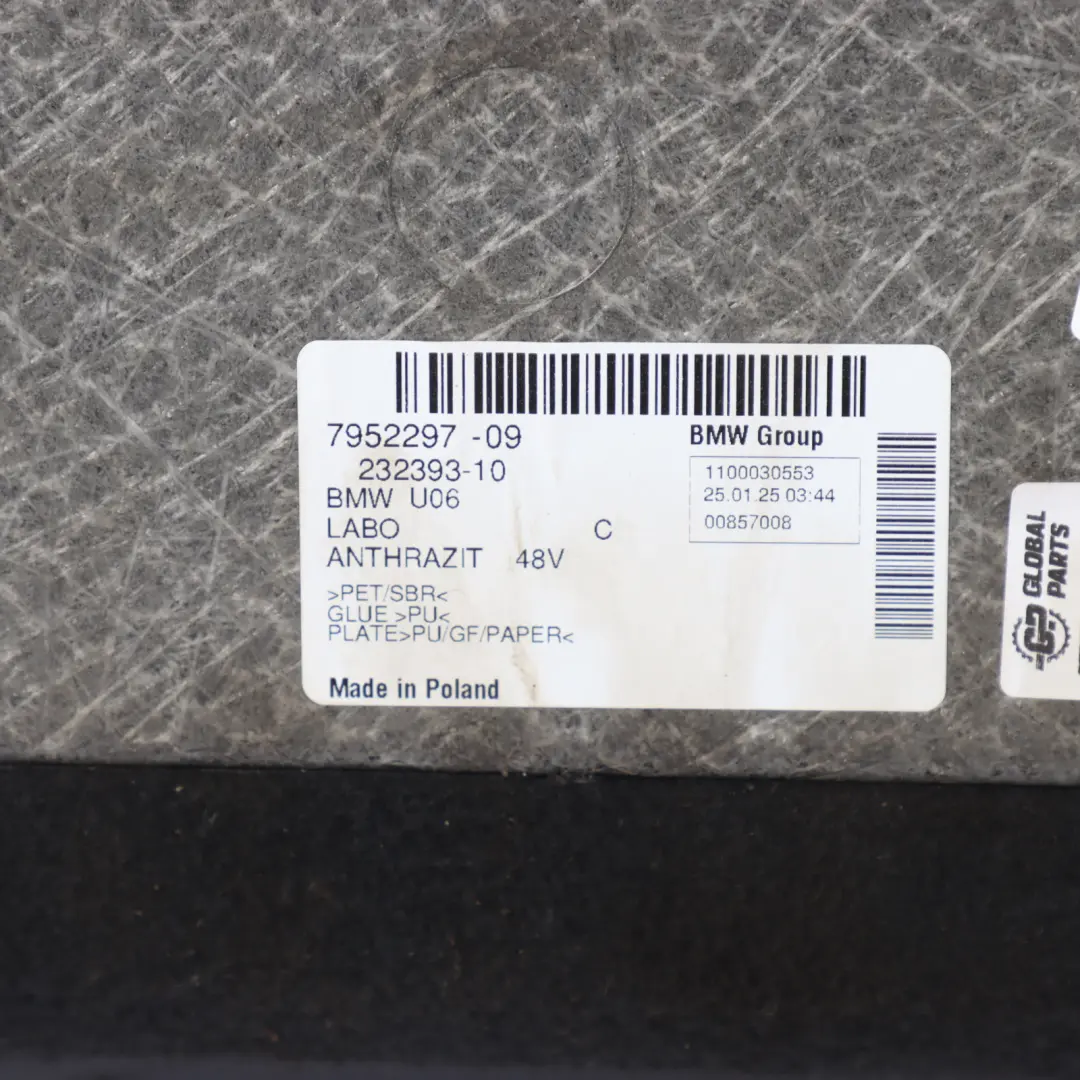 7952297 -09
BMW Group
232393-10
1100030553
BMW U06
25.01.25 03:44
LABO C
00857008
ANTHRAZIT 48V
>PET/SBR<
GLUE >PU<
PLATE>PU/GF/PAPER<
Made in Poland
GLOBAL
PARTS